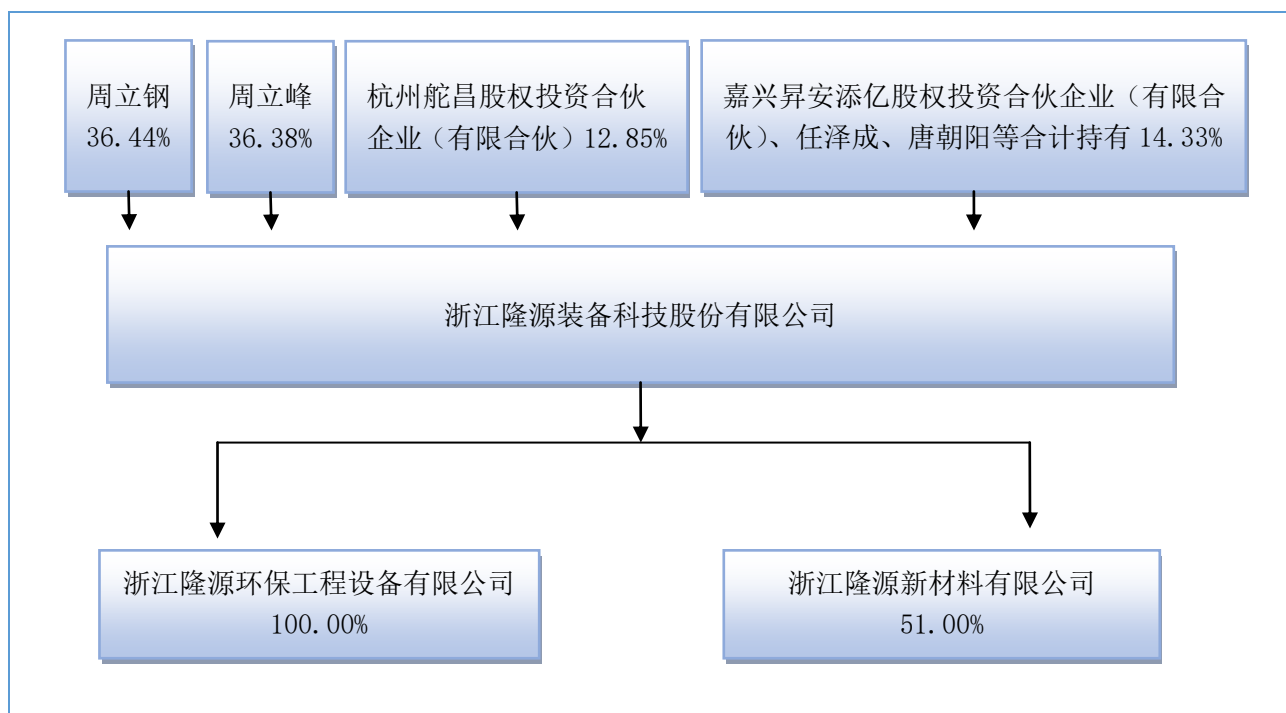 周立钢
36.44%
周立峰
36.38%
杭州舵昌股权投资合伙
企业（有限合伙）12.85%
嘉兴昇安添亿股权投资合伙企业（有限合
伙）、任泽成、唐朝阳等合计持有 14.33%
浙江隆源装备科技股份有限公司
浙江隆源环保工程设备有限公司
100.00%
浙江隆源新材料有限公司
51.00%